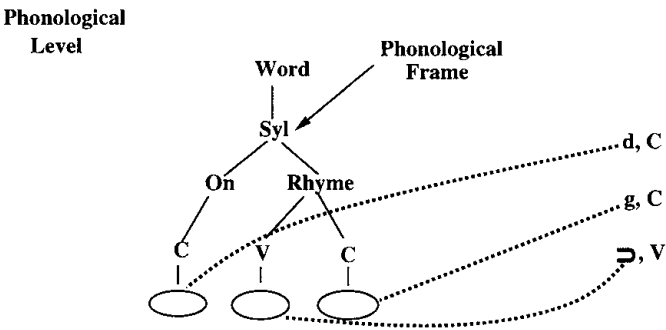 Phonological
Level
Phonological
Frame
Word
Syl
On
Rhyme
C
V
C
d, C
g, C
⊃, V